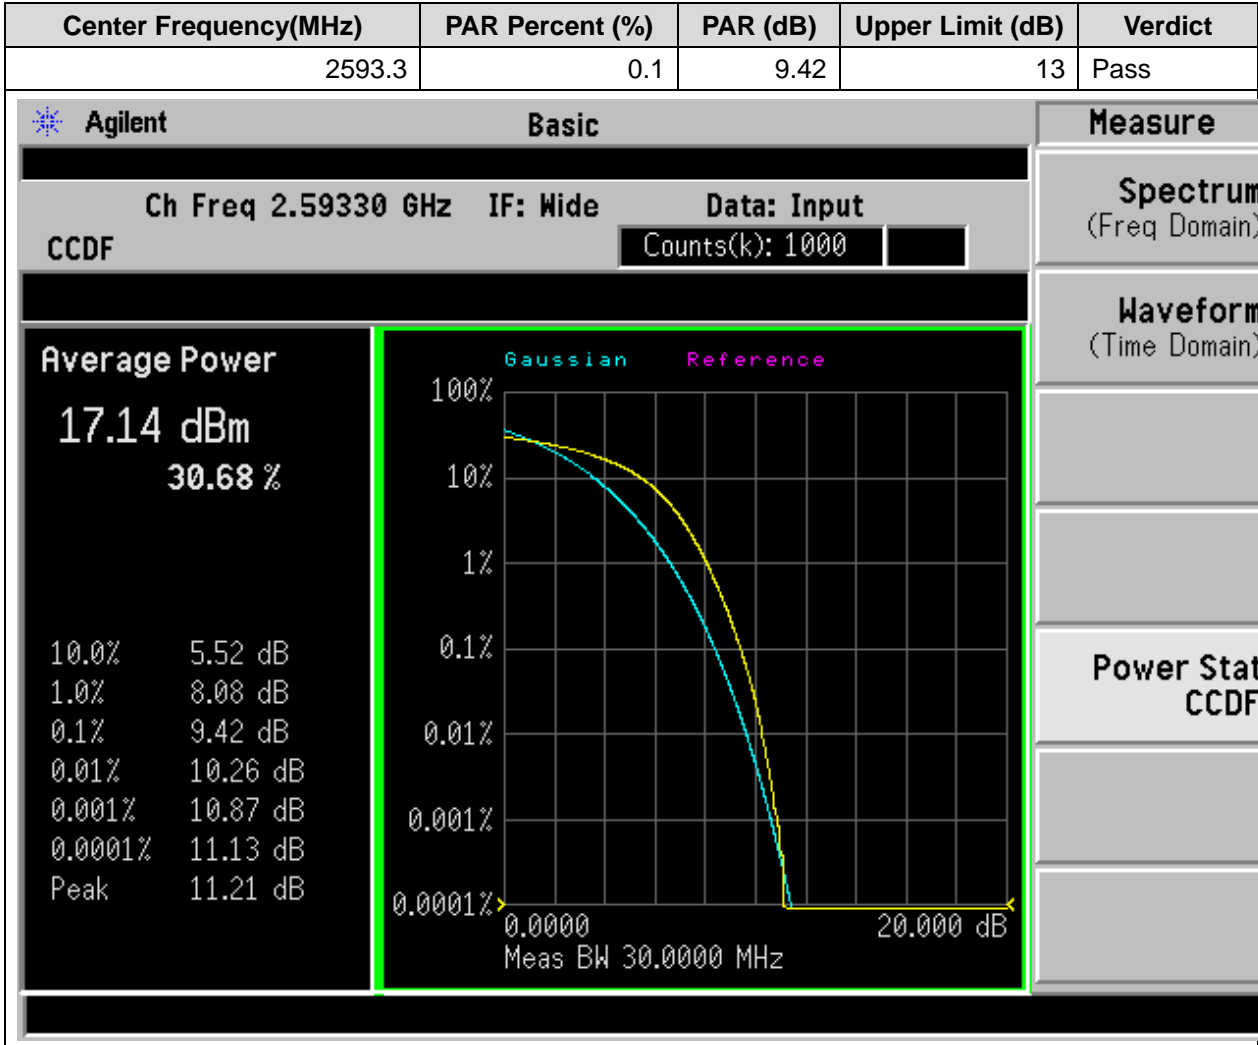 Center Frequency(MHz) PAR Percent (%) PAR (dB) Upper Limit (dB) Verdict
2593.3 0.1 9.42 13 Pass
Agilent Basic Measure
Ch Freq 2.59330 GHz IF: Wide Data: Input
CCDF Counts(k): 1000
Spectrum
(Freq Domain)
Waveform
(Time Domain)
Power Stat
CCDF
Average Power
17.14 dBm
30.68 %
10.0% 5.52 dB
1.0% 8.08 dB
0.1% 9.42 dB
0.01% 10.26 dB
0.001% 10.87 dB
0.0001% 11.13 dB
Peak 11.21 dB
Gaussian Reference
100%
10%
1%
0.1%
0.01%
0.001%
0.0001%
0.0000 20.000 dB
Meas BW 30.0000 MHz